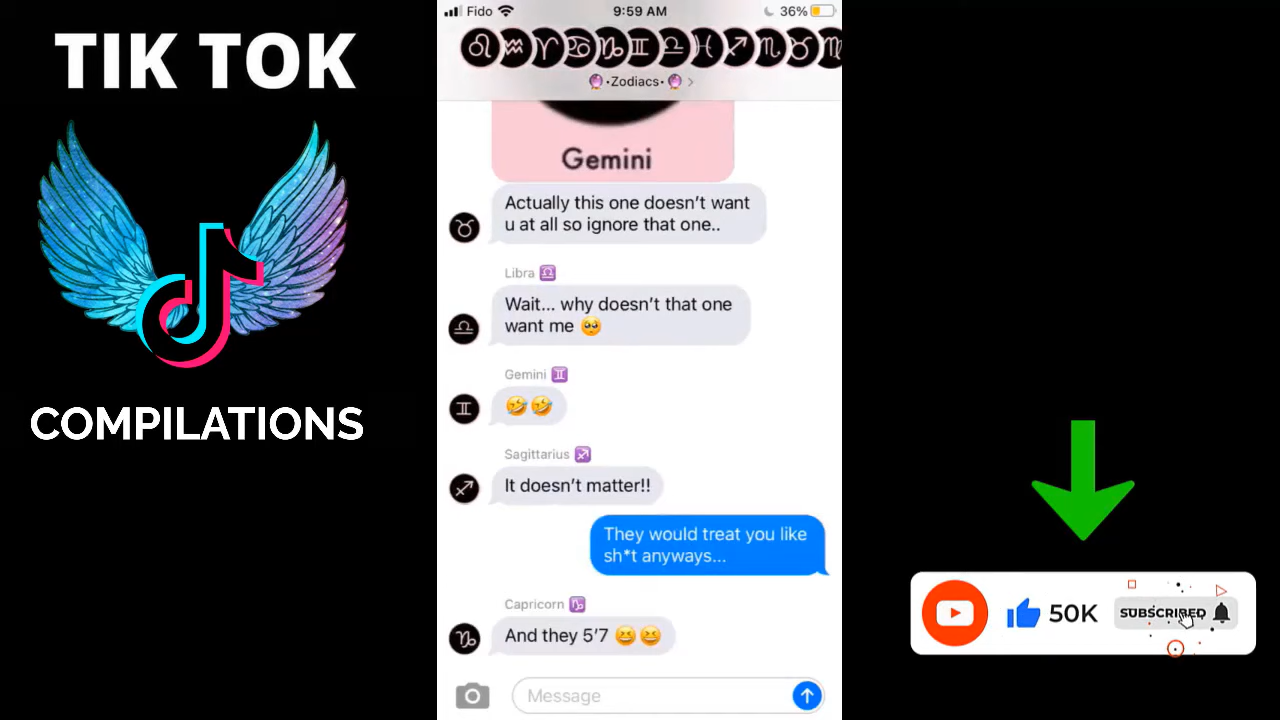 TIK TOK
COMPILATIONS
Fido
9:59 AM
36%
🔮•Zodiacs•🔮 >
Gemini
Actually this one doesn't want
u at all so ignore that one..
Libra ♎
Wait... why doesn't that one
want me 🥺
Gemini ♊
🤣🤣
Sagittarius ♐
It doesn't matter!!
They would treat you like
sh*t anyways...
Capricorn ♑
And they 5'7 😆😆
Message
50K
SUBSCRIBED